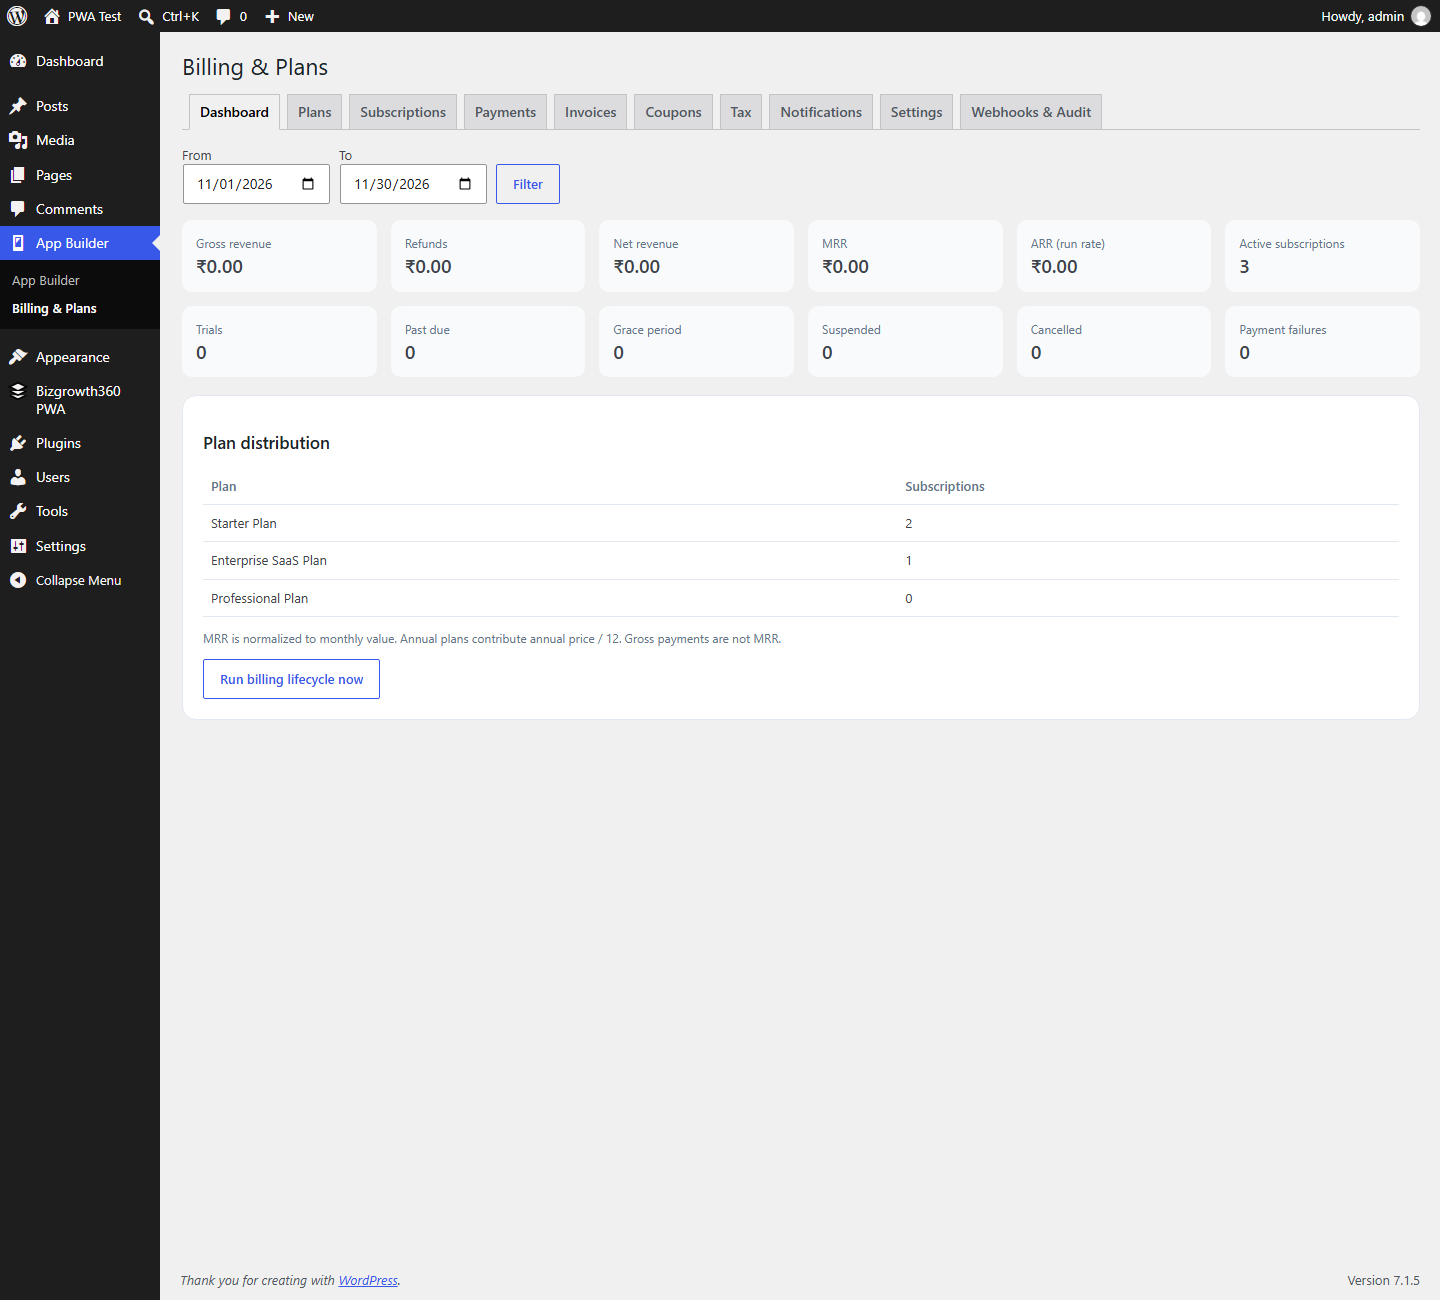 PWA Test Ctrl+K 0 New Howdy, admin
Dashboard
Posts
Media
Pages
Comments
App Builder
App Builder
Billing & Plans
Appearance
Bizgrowth360
PWA
Plugins
Users
Tools
Settings
Collapse Menu
Billing & Plans
Dashboard Plans Subscriptions Payments Invoices Coupons Tax Notifications Settings Webhooks & Audit
From To
11/01/2026 11/30/2026 Filter
Gross revenue Refunds Net revenue MRR ARR (run rate) Active subscriptions
₹0.00 ₹0.00 ₹0.00 ₹0.00 ₹0.00 3
Trials Past due Grace period Suspended Cancelled Payment failures
0 0 0 0 0 0
Plan distribution
Plan Subscriptions
Starter Plan 2
Enterprise SaaS Plan 1
Professional Plan 0
MRR is normalized to monthly value. Annual plans contribute annual price / 12. Gross payments are not MRR.
Run billing lifecycle now
Thank you for creating with WordPress. Version 7.1.5